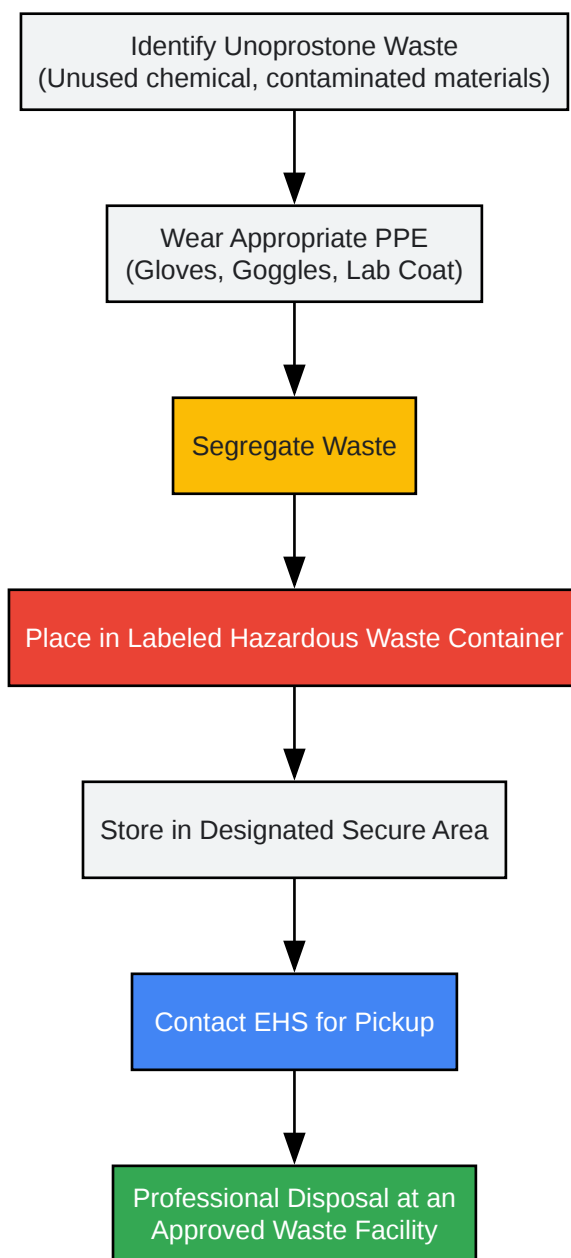 Identify Unoprostone Waste
(Unused chemical, contaminated materials)
Wear Appropriate PPE
(Gloves, Goggles, Lab Coat)
Segregate Waste
Place in Labeled Hazardous Waste Container
Store in Designated Secure Area
Contact EHS for Pickup
Professional Disposal at an
Approved Waste Facility